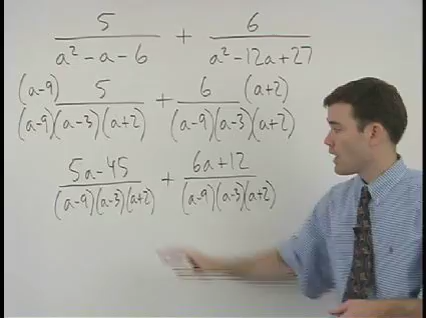 5 / (a² - a - 6) + 6 / (a² - 12a + 27)
(a-9) 5 / (a-9)(a-3)(a+2) + 6 (a+2) / (a-9)(a-3)(a+2)
5a - 45 / (a-9)(a-3)(a+2) + 6a + 12 / (a-9)(a-3)(a+2)